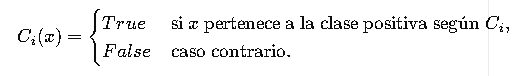 C_i(x) = { True si x pertenece a la clase positiva según C_i,
False caso contrario.